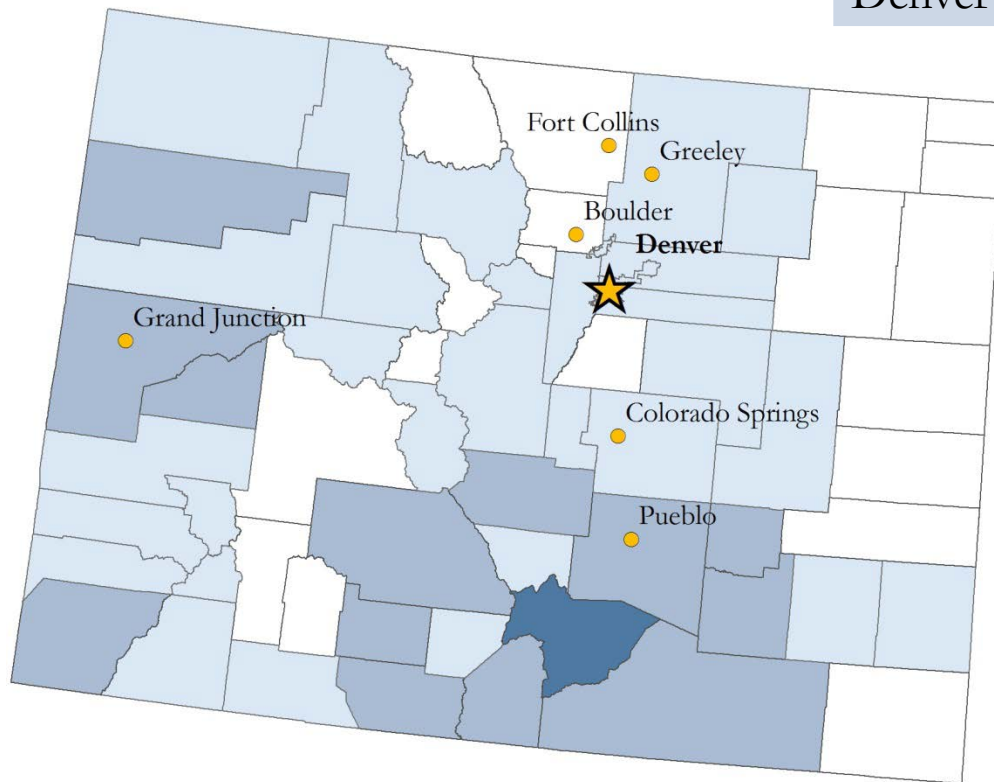 Denver
Fort Collins
Greeley
Boulder
Denver
Grand Junction
Colorado Springs
Pueblo